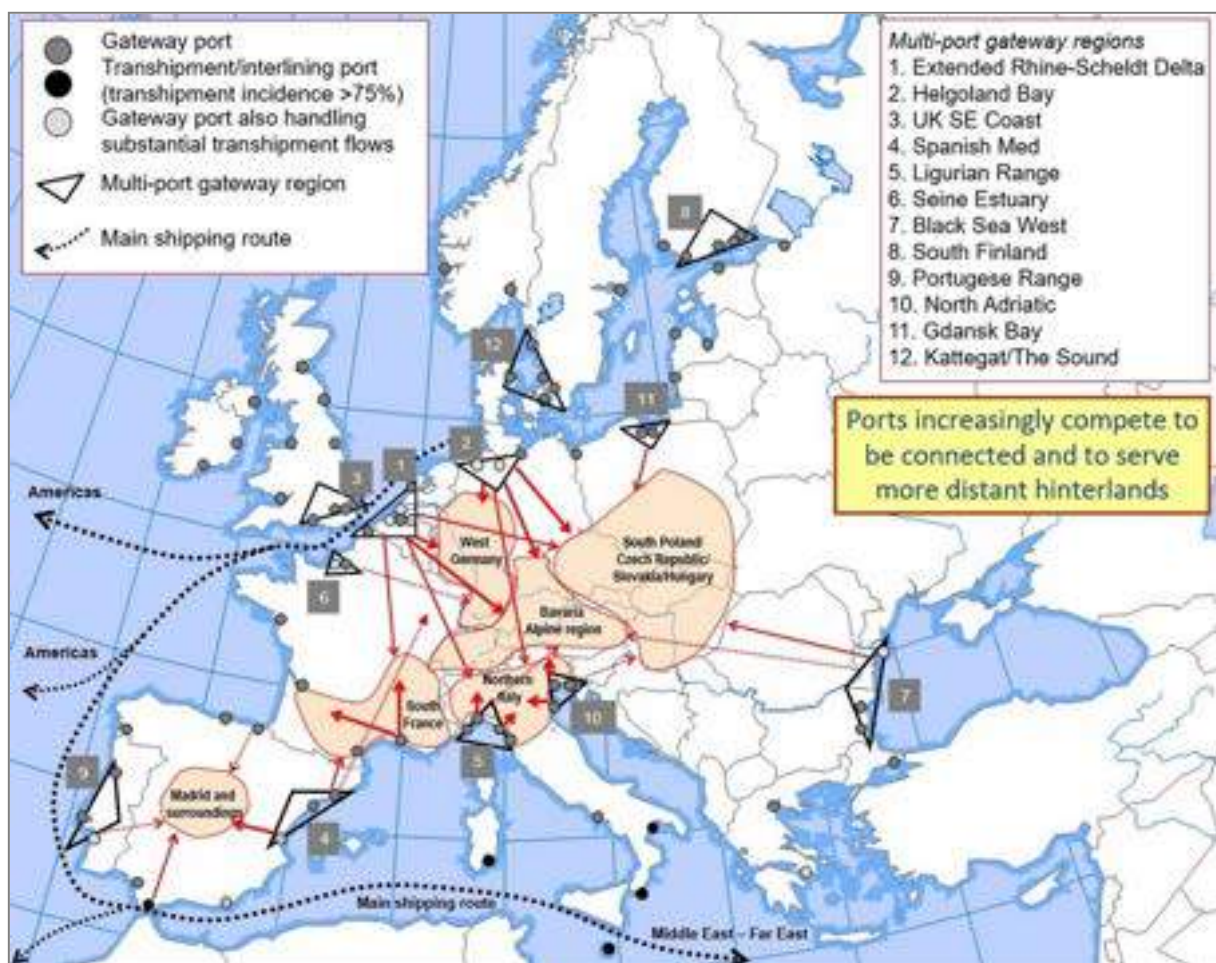 Gateway port
Transhipment/interlining port
(transhipment incidence >75%)
Gateway port also handling
substantial transhipment flows
Multi-port gateway region
Main shipping route
Multi-port gateway regions
1. Extended Rhine-Scheldt Delta
2. Helgoland Bay
3. UK SE Coast
4. Spanish Med
5. Ligurian Range
6. Seine Estuary
7. Black Sea West
8. South Finland
9. Portugese Range
10. North Adriatic
11. Gdansk Bay
12. Kattegat/The Sound
Ports increasingly compete to
be connected and to serve
more distant hinterlands
8
12
11
2
1
3
Americas
West
Germany
South Poland/
Czech Republic/
Slovakia/Hungary
6
Bavaria
Alpine region
Americas
Northern
Italy
South
France
7
10
5
9
Madrid and
surroundings
4
Main shipping route
Middle East – Far East